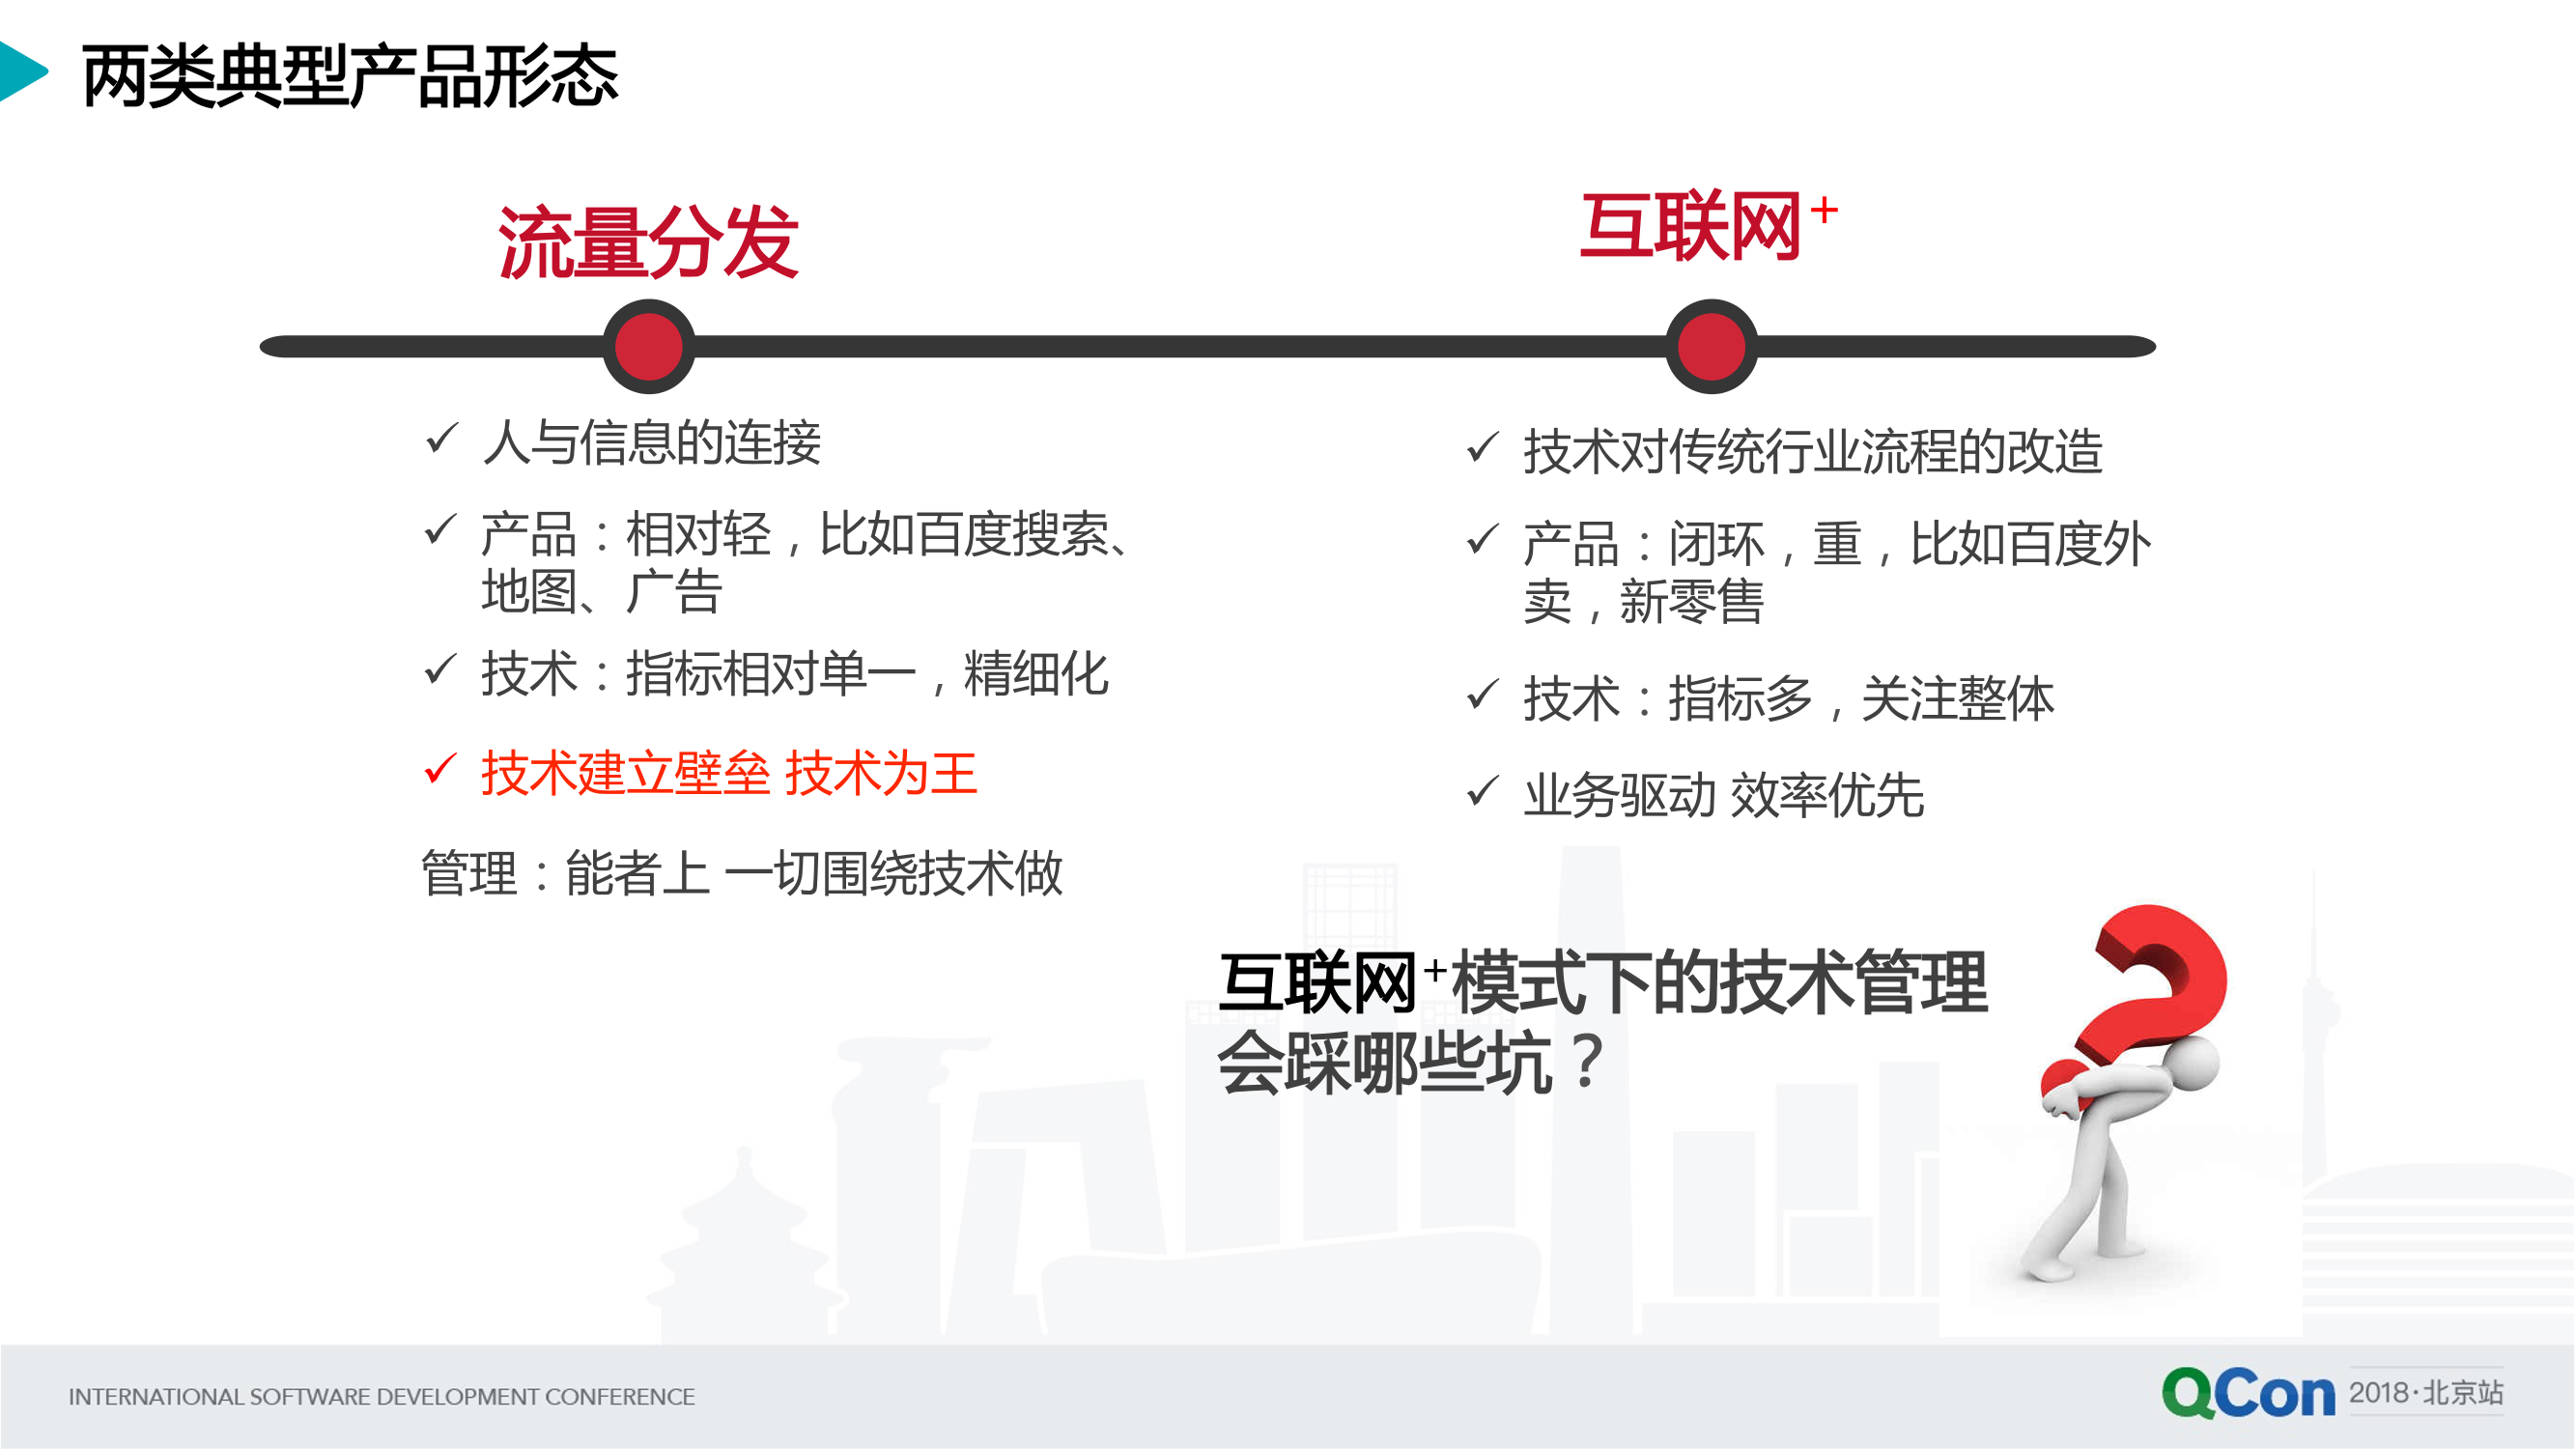 两类典型产品形态
流量分发
人与信息的连接
产品：相对轻，比如百度搜索、
地图、广告
技术：指标相对单一，精细化
技术建立壁垒 技术为王
管理：能者上 一切围绕技术做
互联网+
技术对传统行业流程的改造
产品：闭环，重，比如百度外
卖，新零售
技术：指标多，关注整体
业务驱动 效率优先
互联网+模式下的技术管理
会踩哪些坑？
INTERNATIONAL SOFTWARE DEVELOPMENT CONFERENCE
QCon 2018·北京站